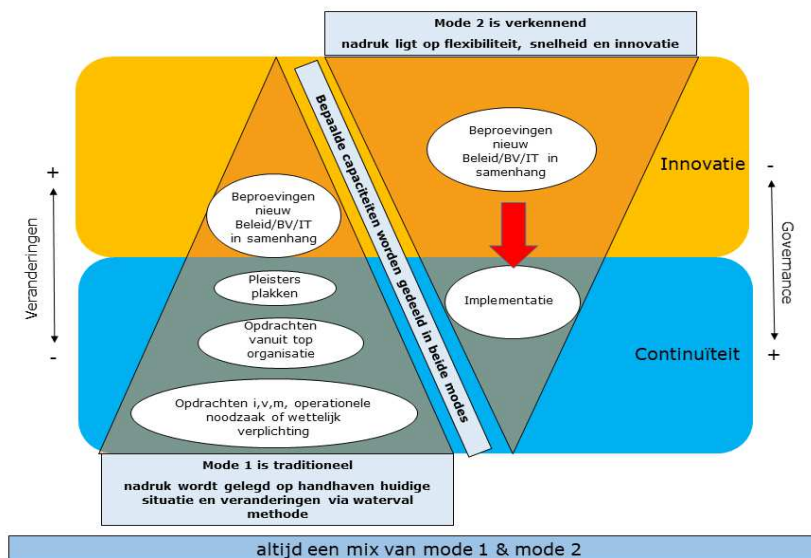 Mode 2 is verkennend
nadruk ligt op flexibiliteit, snelheid en innovatie
Bepaalde capaciteiten worden gedeeld in beide modes
Beproevingen
nieuw
Beleid/BV/IT in
samenhang
Innovatie
+
Veranderingen
-
-
Governance
+
Beproevingen
nieuw
Beleid/BV/IT
in samenhang
Pleisters
plakken
Opdrachten
vanuit top
organisatie
Opdrachten i,v,m, operationele
noodzaak of wettelijk
verplichting
Implementatie
Continuïteit
Mode 1 is traditioneel
nadruk wordt gelegd op handhaven huidige
situatie en veranderingen via waterval
methode
altijd een mix van mode 1 & mode 2